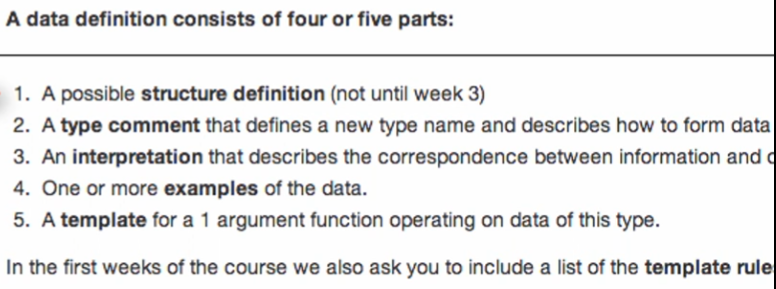 A data definition consists of four or five parts:
1. A possible structure definition (not until week 3)
2. A type comment that defines a new type name and describes how to form data
3. An interpretation that describes the correspondence between information and
4. One or more examples of the data.
5. A template for a 1 argument function operating on data of this type.
In the first weeks of the course we also ask you to include a list of the template rule